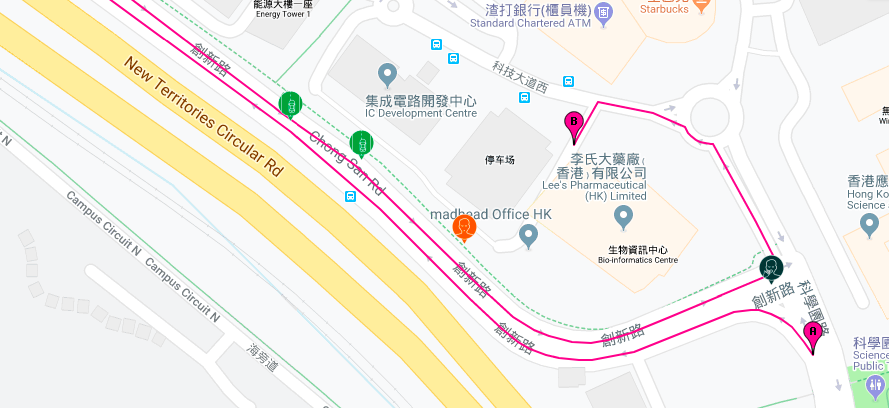 能源大樓一座
Energy Tower 1
渣打銀行(櫃員機)
Standard Chartered ATM
Starbucks
創新路
New Territories Circular Rd
科技大道西
集成電路開發中心
IC Development Centre
Chong San Rd
B
停车场
李氏大藥廠(
香港)有限公司
Lee's Pharmaceutical
(HK) Limited
madhead Office HK
生物資訊中心
Bio-informatics Centre
香港應
Hong Ko
Science
Campus Circuit N
Campus Circuit N
創新路
創新路
創新路
創新路
科學園路
A
海旁道
科學園
Science
Public T